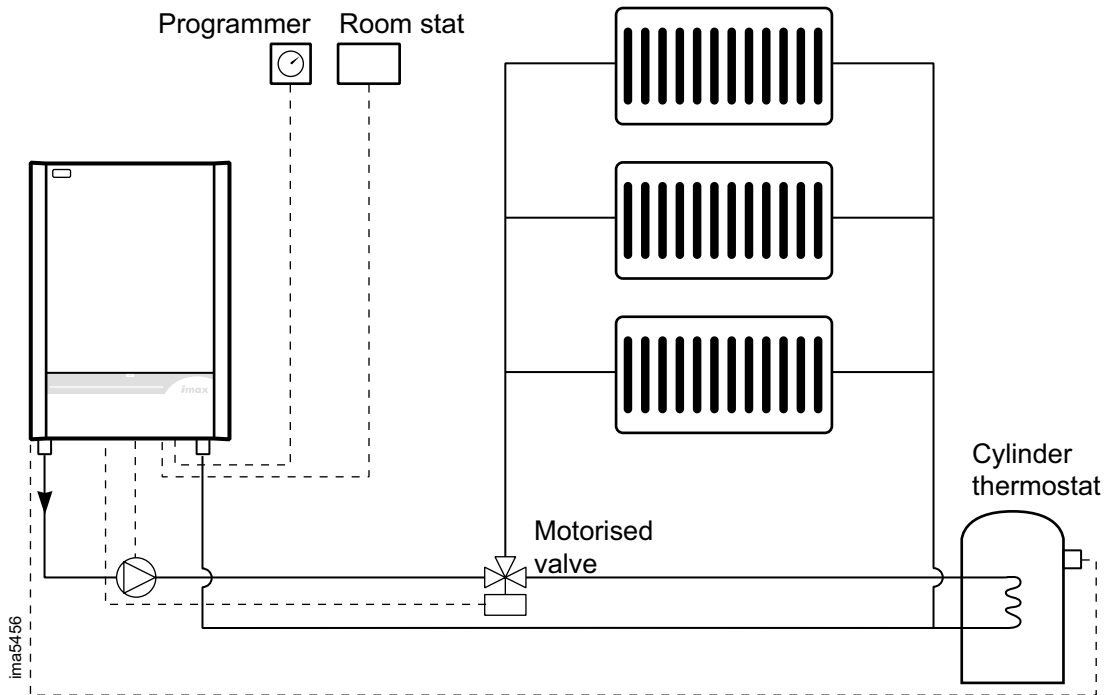 Programmer
Room stat
imax
Cylinder
thermostat
Motorised
valve
ima5456